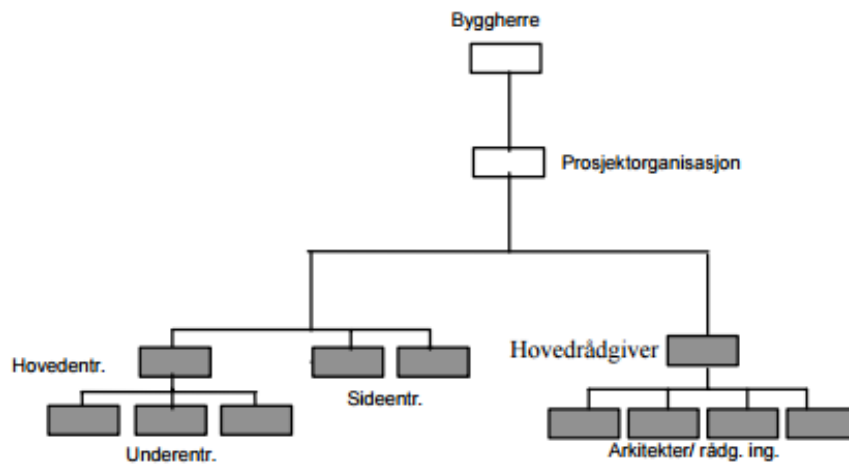 Byggherre
Prosjektorganisasjon
Hovedentr.
Sideentr.
Hovedrådgiver
Underentr.
Arkitekter/ rådg. ing.